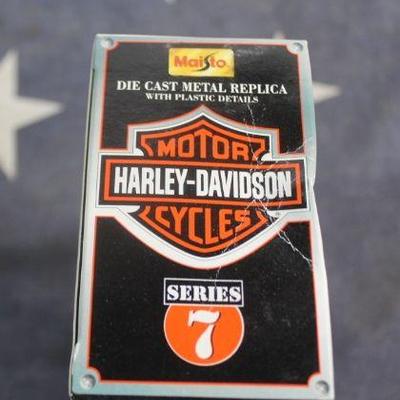 Maisto
DIE CAST METAL REPLICA
WITH PLASTIC DETAILS
MOTOR
HARLEY-DAVIDSON
CYCLES
SERIES
7